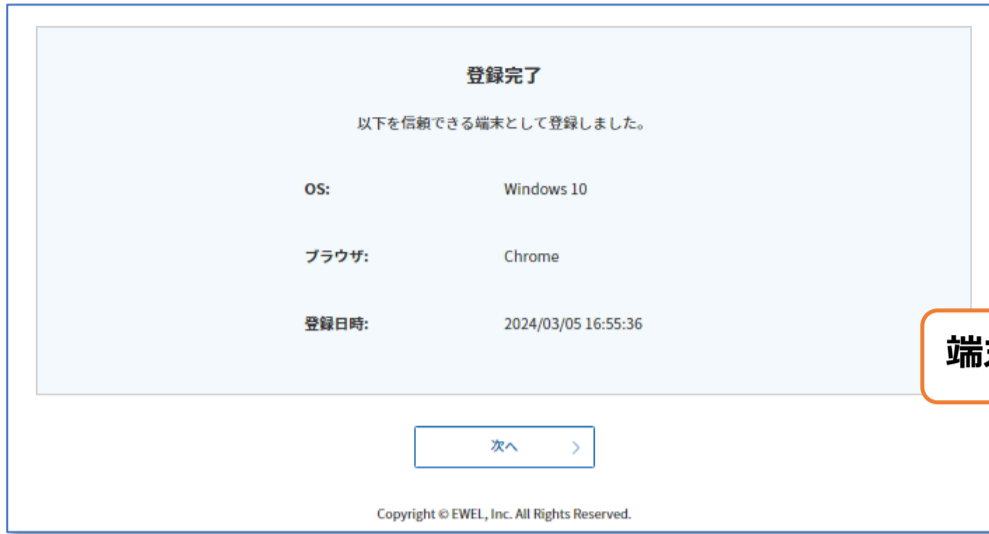 登録完了
以下を信頼できる端末として登録しました。
OS: Windows 10
ブラウザ: Chrome
登録日時: 2024/03/05 16:55:36
端
次へ
Copyright © EWEL, Inc. All Rights Reserved.